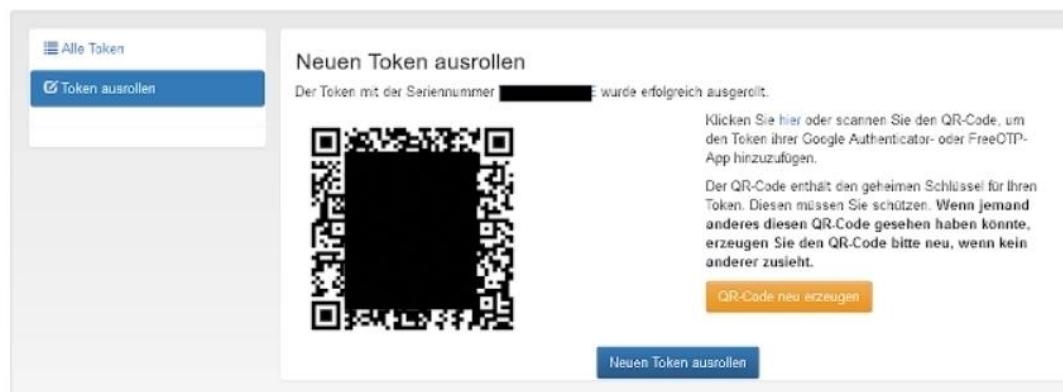 Alle Token
Token ausrollen
Neuen Token ausrollen
Der Token mit der Seriennummer E wurde erfolgreich ausgerollt.
Klicken Sie hier oder scannen Sie den QR-Code, um
den Token ihrer Google Authenticator- oder FreeOTP-
App hinzuzufügen.
Der QR-Code enthält den geheimen Schlüssel für Ihren
Token. Diesen müssen Sie schützen. Wenn jemand
anderes diesen QR-Code gesehen haben könnte,
erzeugen Sie den QR-Code bitte neu, wenn kein
anderer zusieht.
QR-Code neu erzeugen
Neuen Token ausrollen